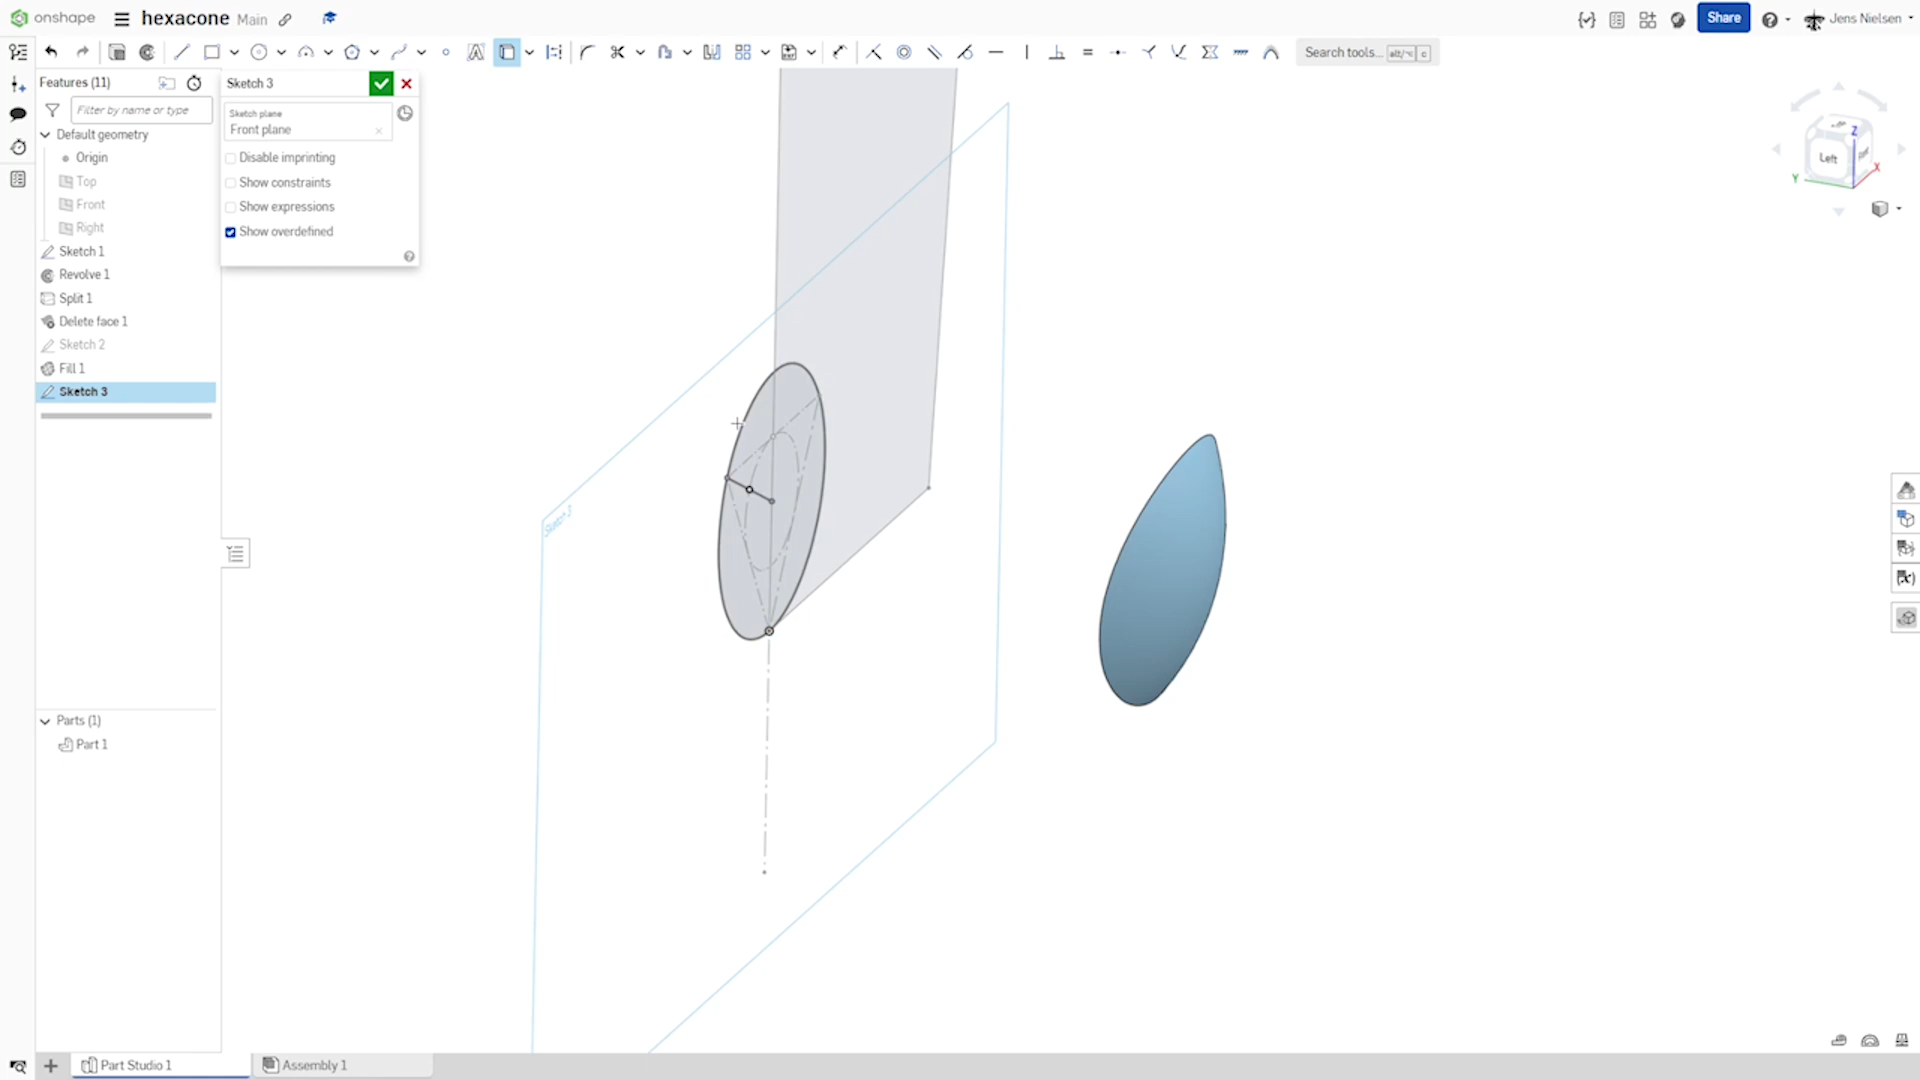 onshape hexacone Main Share Jens Nielsen
Search tools... alt/⌥ c
Features (11)
Filter by name or type
Default geometry
Origin
Top
Front
Right
Sketch 1
Revolve 1
Split 1
Delete face 1
Sketch 2
Fill 1
Sketch 3
Sketch 3
Sketch plane
Front plane
Disable imprinting
Show constraints
Show expressions
Show overdefined
Sketch 3
Z
Left
X
Y
Parts (1)
Part 1
Part Studio 1
Assembly 1